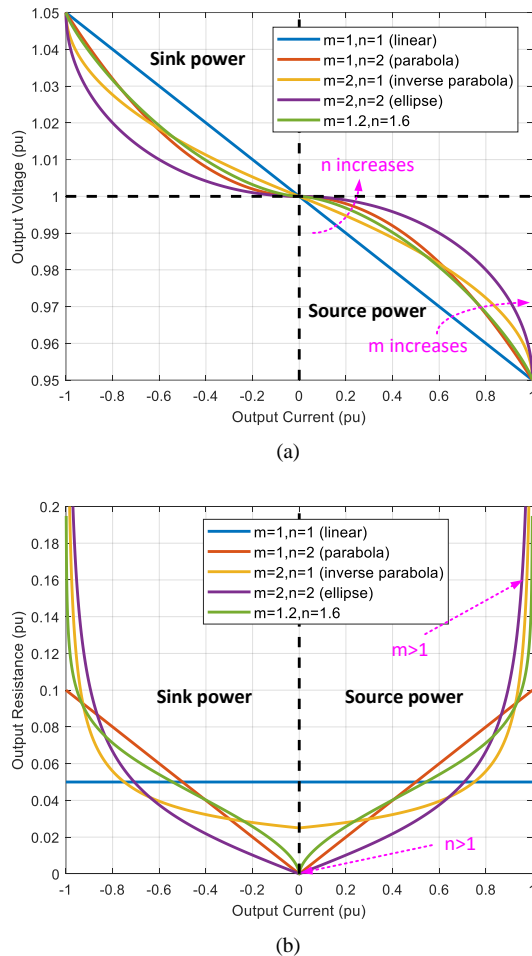 1.05
1.04
1.03
1.02
1.01
1
0.99
0.98
0.97
0.96
0.95
Output Voltage (pu)
Sink power
m=1,n=1 (linear)
m=1,n=2 (parabola)
m=2,n=1 (inverse parabola)
m=2,n=2 (ellipse)
m=1.2,n=1.6
n increases
Source power
m increases
-1 -0.8 -0.6 -0.4 -0.2 0 0.2 0.4 0.6 0.8 1
Output Current (pu)
(a)
0.2
0.18
0.16
0.14
0.12
0.1
0.08
0.06
0.04
0.02
0
Output Resistance (pu)
m=1,n=1 (linear)
m=1,n=2 (parabola)
m=2,n=1 (inverse parabola)
m=2,n=2 (ellipse)
m=1.2,n=1.6
m>1
Sink power
Source power
n>1
-1 -0.8 -0.6 -0.4 -0.2 0 0.2 0.4 0.6 0.8 1
Output Current (pu)
(b)